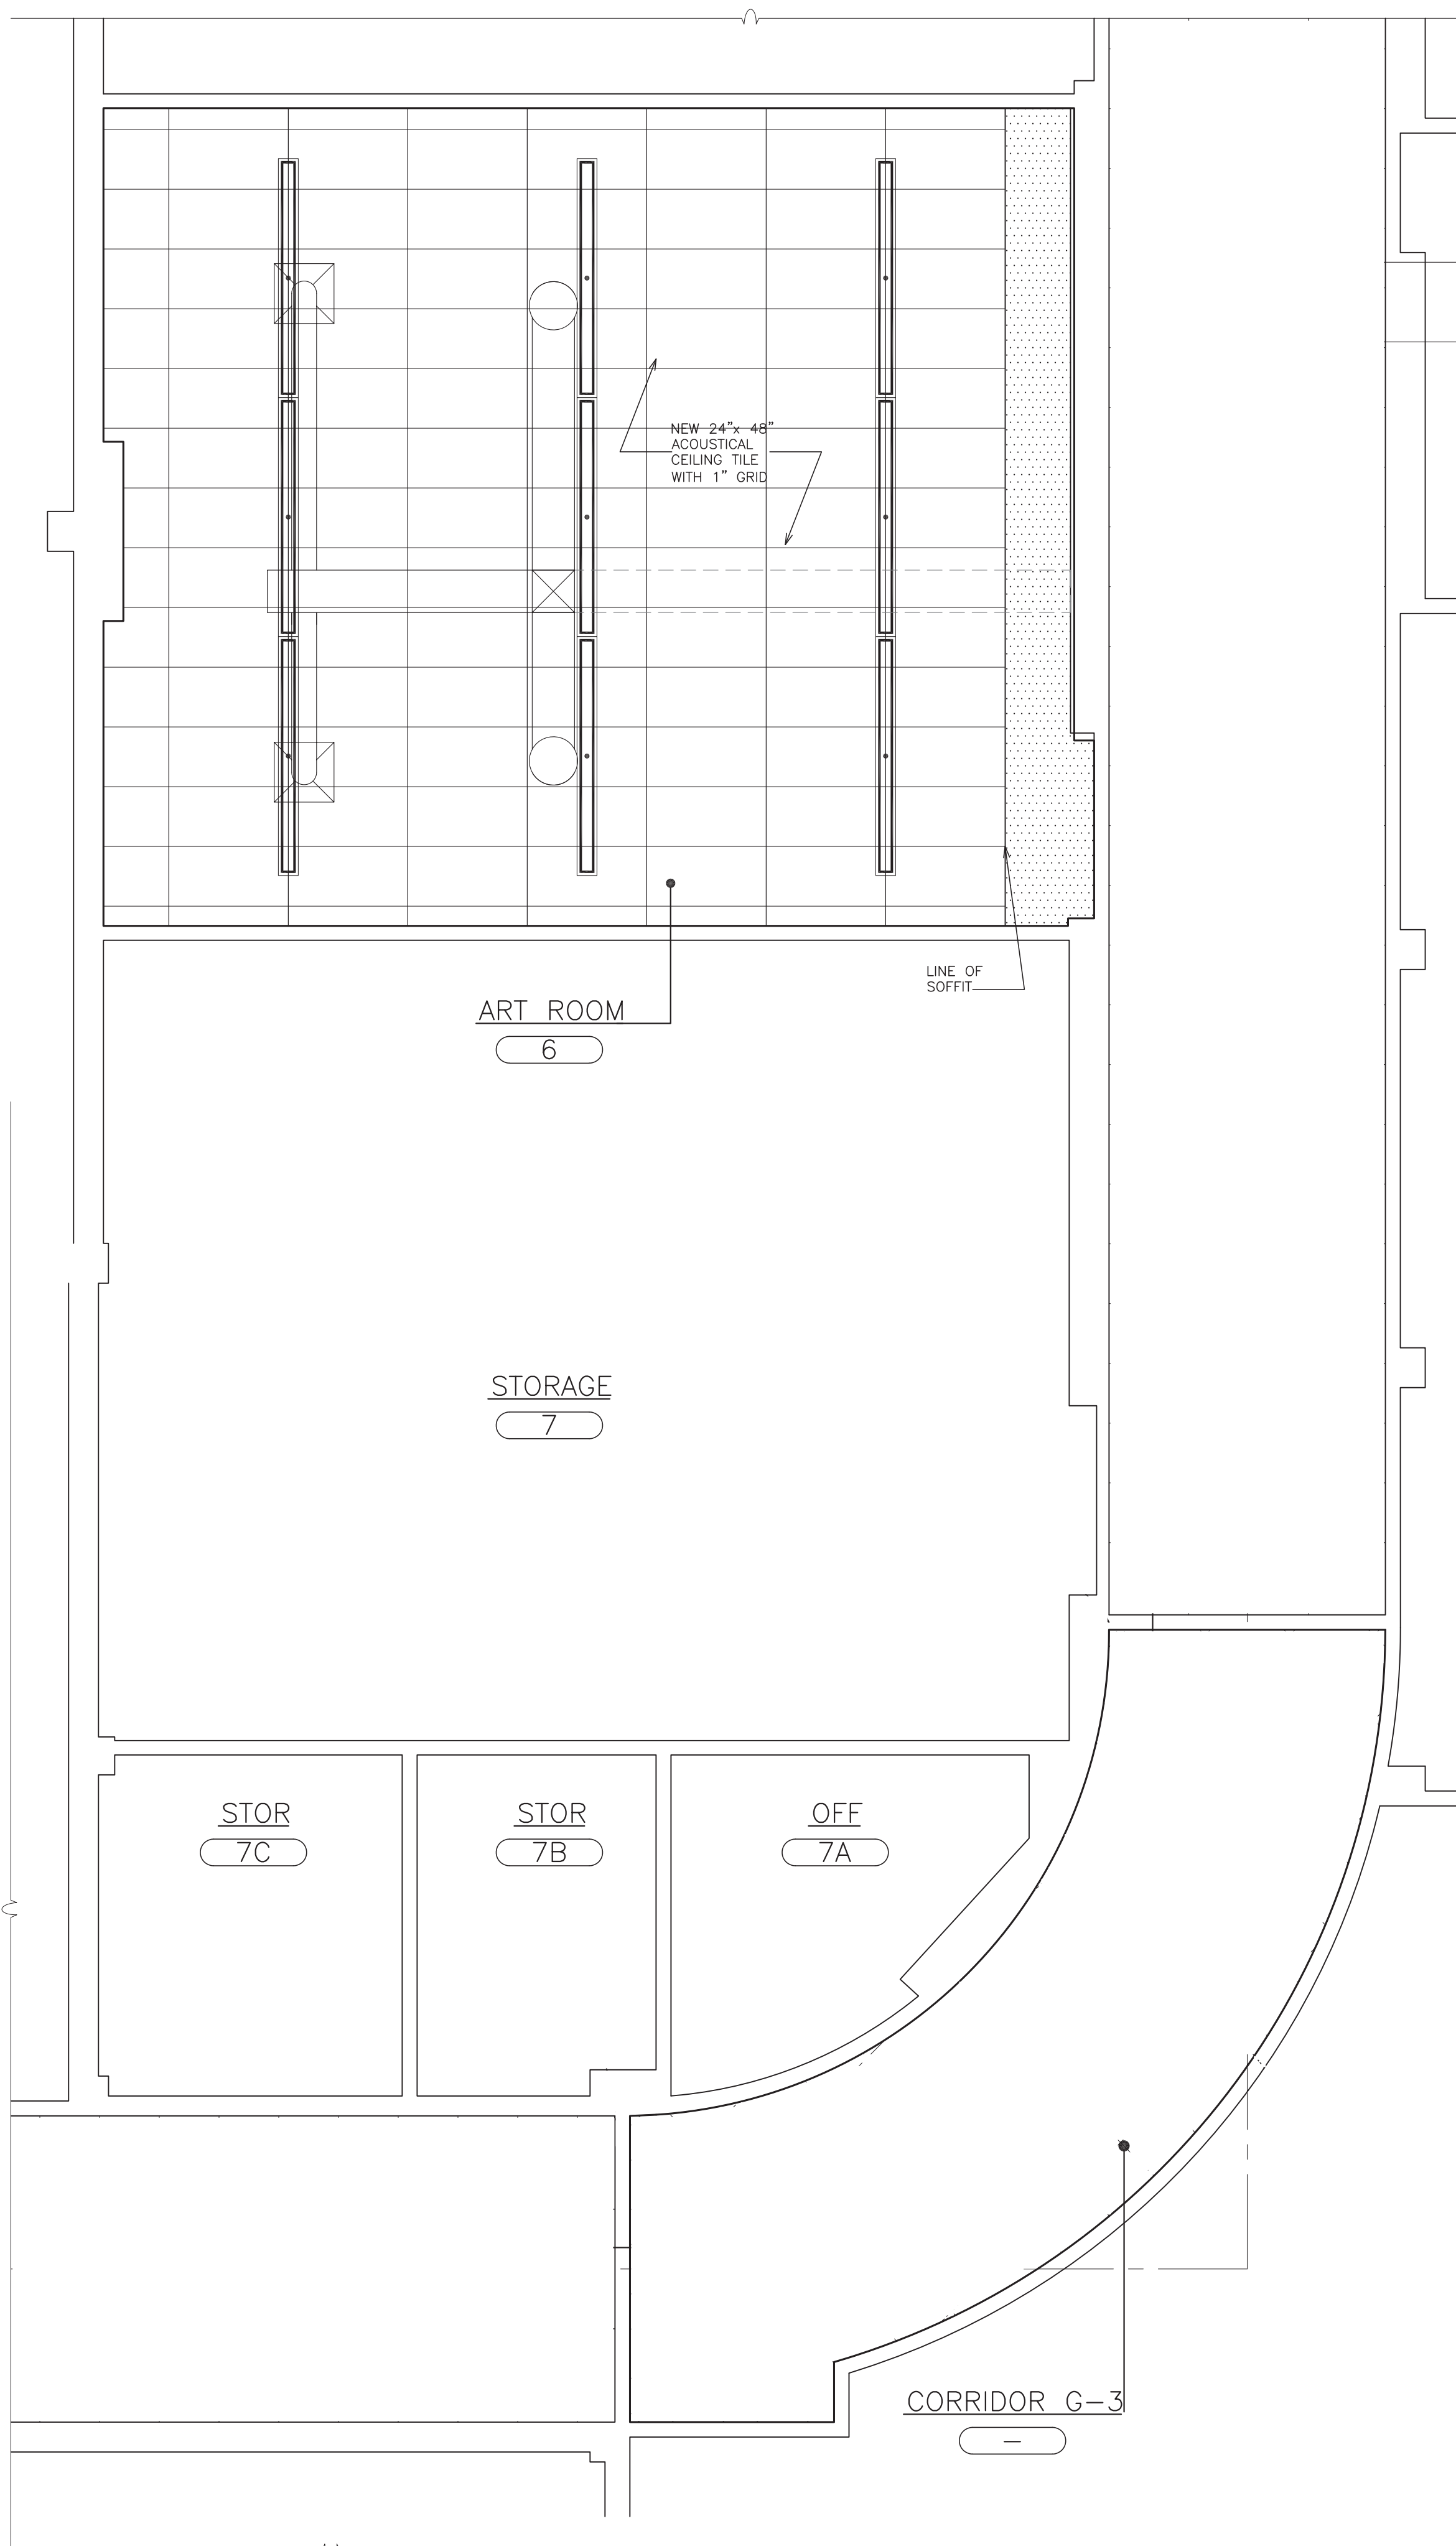 NEW 24"x 48"
ACOUSTICAL
CEILING TILE
WITH 1" GRID
LINE OF
SOFFIT
ART ROOM
6
STORAGE
7
STOR
7C
STOR
7B
OFF
7A
CORRIDOR G-3
-